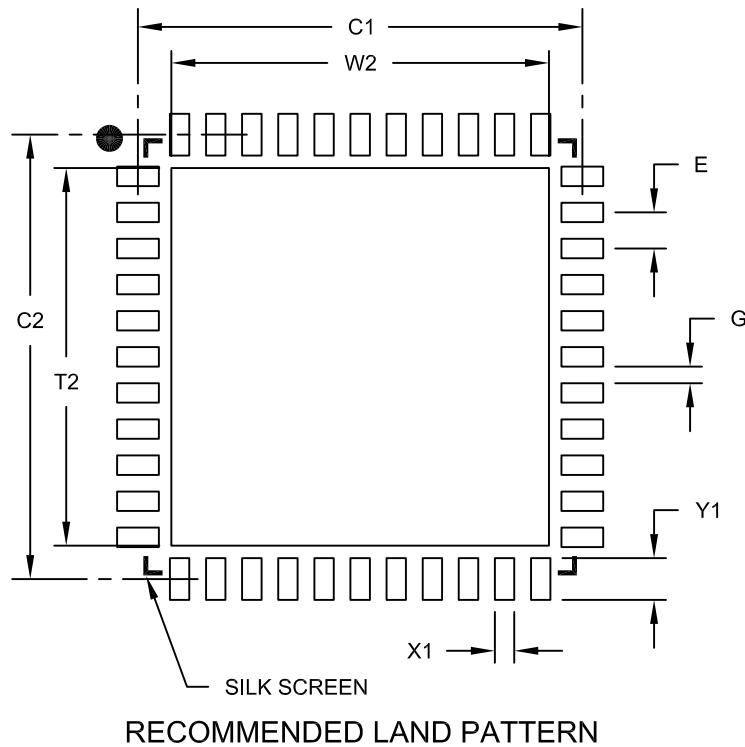 C1
W2
E
C2
G
T2
Y1
X1
SILK SCREEN
RECOMMENDED LAND PATTERN